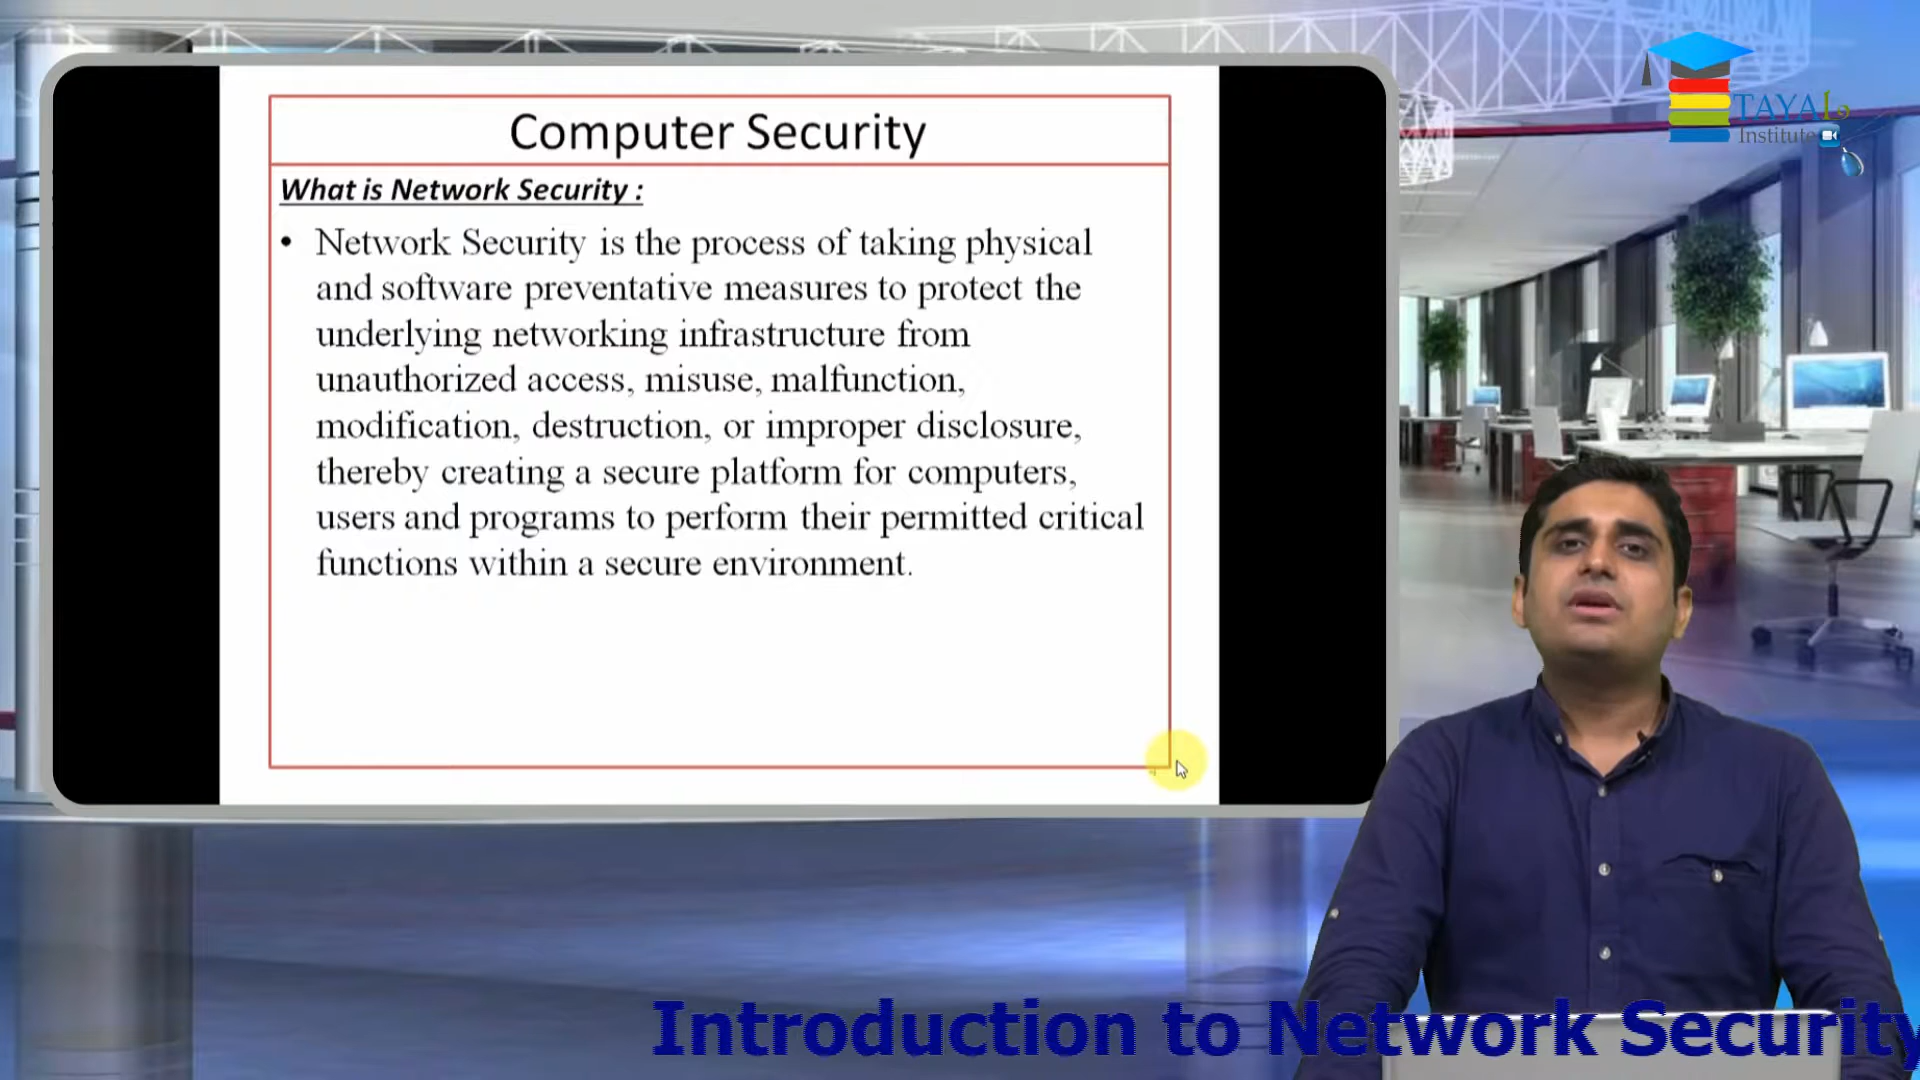 Computer Security
What is Network Security :
• Network Security is the process of taking physical
and software preventative measures to protect the
underlying networking infrastructure from
unauthorized access, misuse, malfunction,
modification, destruction, or improper disclosure,
thereby creating a secure platform for computers,
users and programs to perform their permitted critical
functions within a secure environment.
TAYAL
Institute
Introduction to Network Security